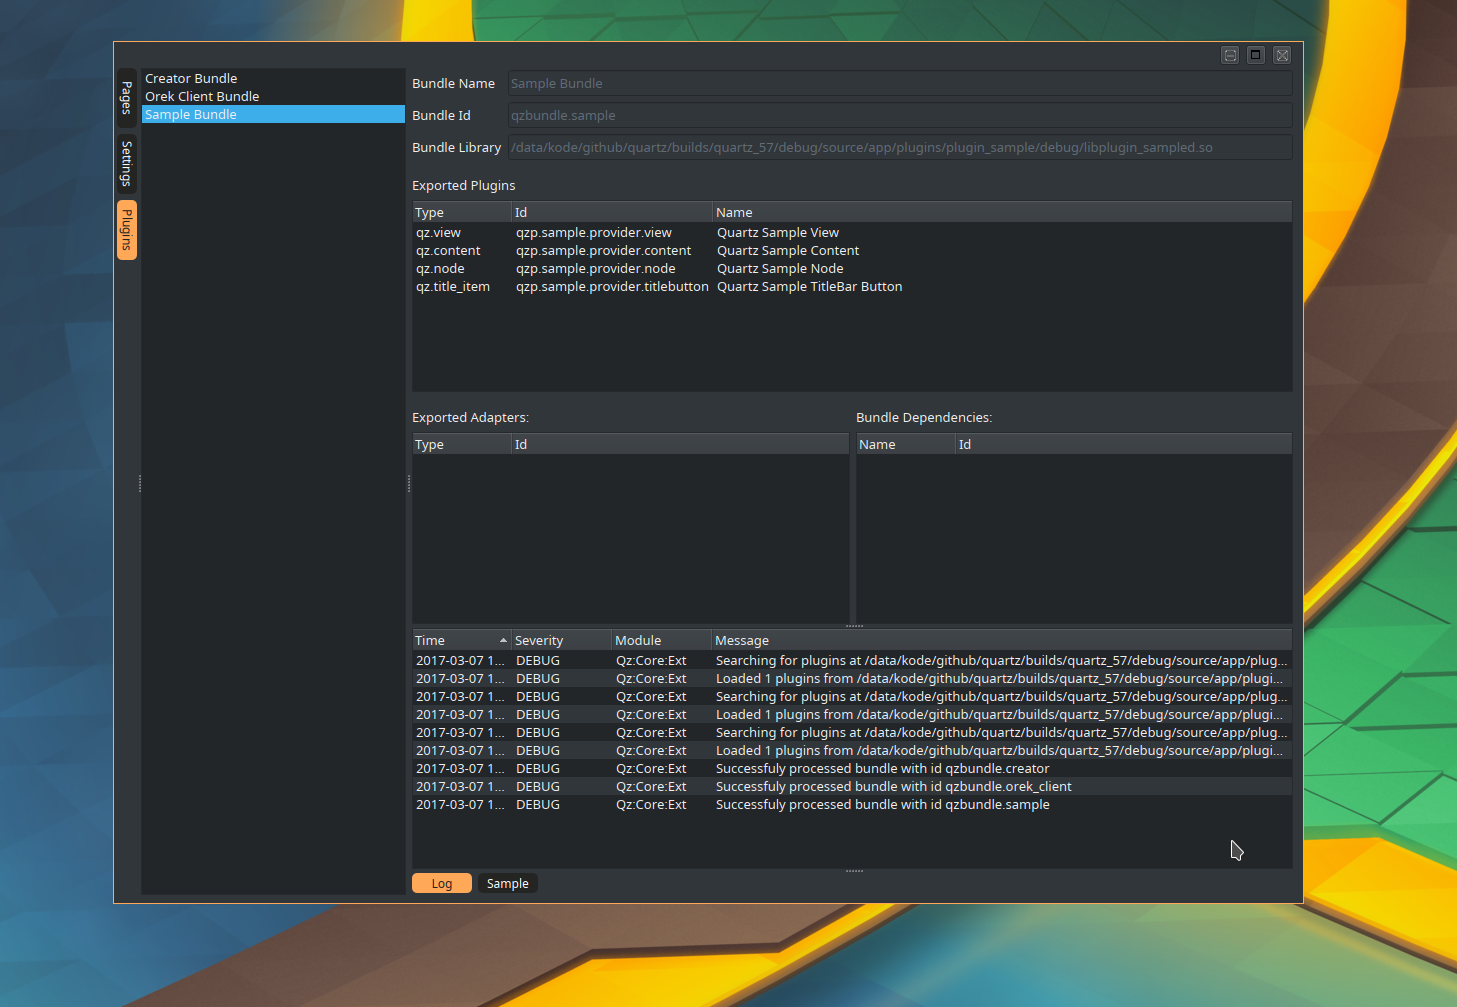 Pages
Settings
Plugins
Creator Bundle
Orek Client Bundle
Sample Bundle
Bundle Name Sample Bundle
Bundle Id qzbundle.sample
Bundle Library /data/kode/github/quartz/builds/quartz_57/debug/source/app/plugins/plugin_sample/debug/libplugin_sampled.so
Exported Plugins
Type Id Name
qz.view qzp.sample.provider.view Quartz Sample View
qz.content qzp.sample.provider.content Quartz Sample Content
qz.node qzp.sample.provider.node Quartz Sample Node
qz.title_item qzp.sample.provider.titlebutton Quartz Sample TitleBar Button
Exported Adapters: Bundle Dependencies:
Type Id Name Id
Time Severity Module Message
2017-03-07 1... DEBUG Qz:Core:Ext Searching for plugins at /data/kode/github/quartz/builds/quartz_57/debug/source/app/plug...
2017-03-07 1... DEBUG Qz:Core:Ext Loaded 1 plugins from /data/kode/github/quartz/builds/quartz_57/debug/source/app/plugi...
2017-03-07 1... DEBUG Qz:Core:Ext Searching for plugins at /data/kode/github/quartz/builds/quartz_57/debug/source/app/plug...
2017-03-07 1... DEBUG Qz:Core:Ext Loaded 1 plugins from /data/kode/github/quartz/builds/quartz_57/debug/source/app/plugi...
2017-03-07 1... DEBUG Qz:Core:Ext Searching for plugins at /data/kode/github/quartz/builds/quartz_57/debug/source/app/plug...
2017-03-07 1... DEBUG Qz:Core:Ext Loaded 1 plugins from /data/kode/github/quartz/builds/quartz_57/debug/source/app/plugi...
2017-03-07 1... DEBUG Qz:Core:Ext Successfuly processed bundle with id qzbundle.creator
2017-03-07 1... DEBUG Qz:Core:Ext Successfuly processed bundle with id qzbundle.orek_client
2017-03-07 1... DEBUG Qz:Core:Ext Successfuly processed bundle with id qzbundle.sample
Log Sample